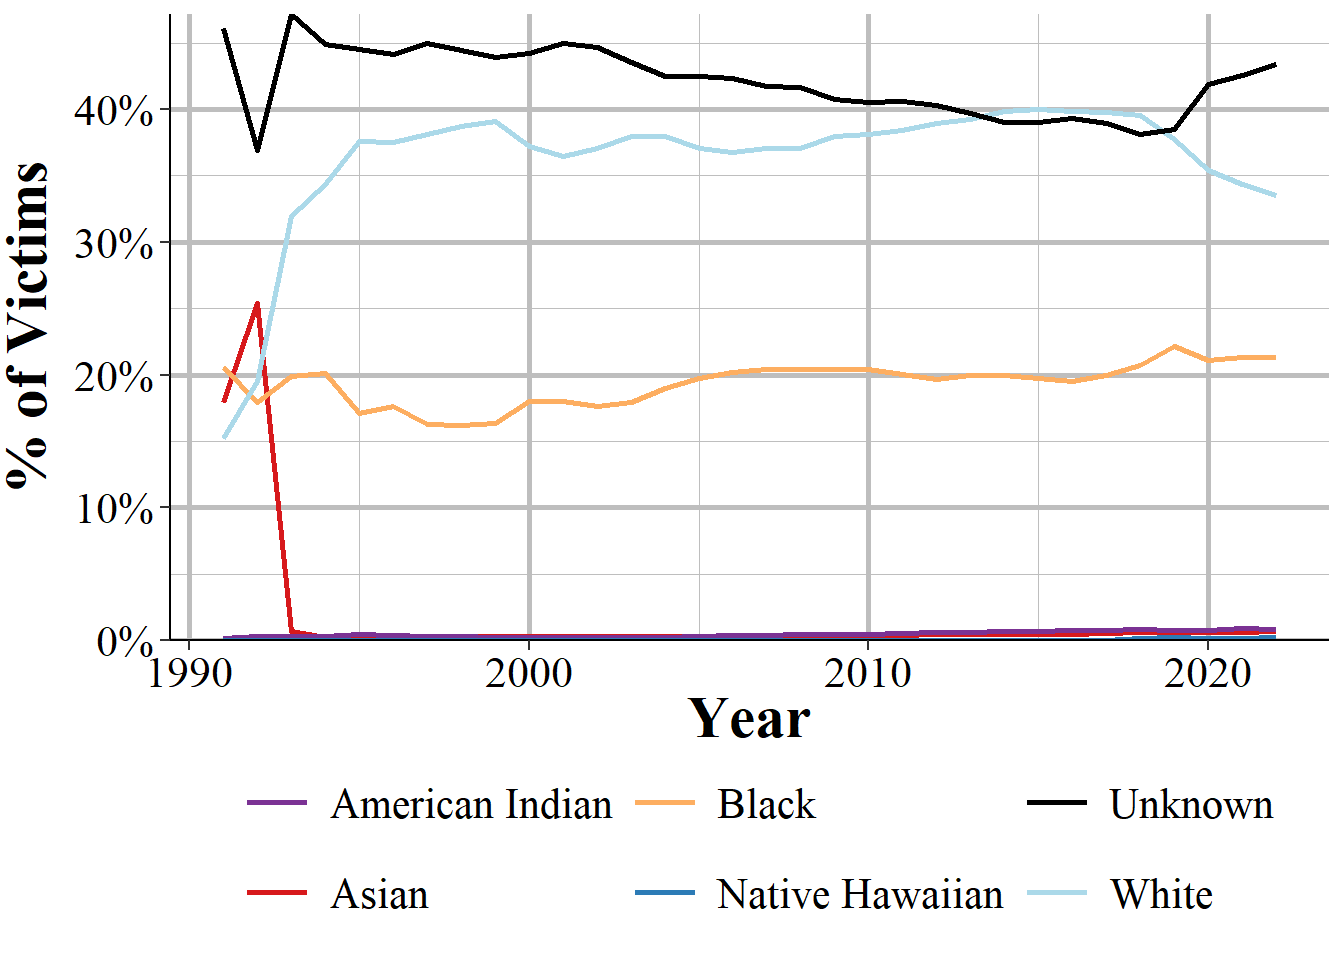 % of Victims
40%
30%
20%
10%
0%
1990 2000 2010 2020
Year
American Indian Black Unknown
Asian Native Hawaiian White